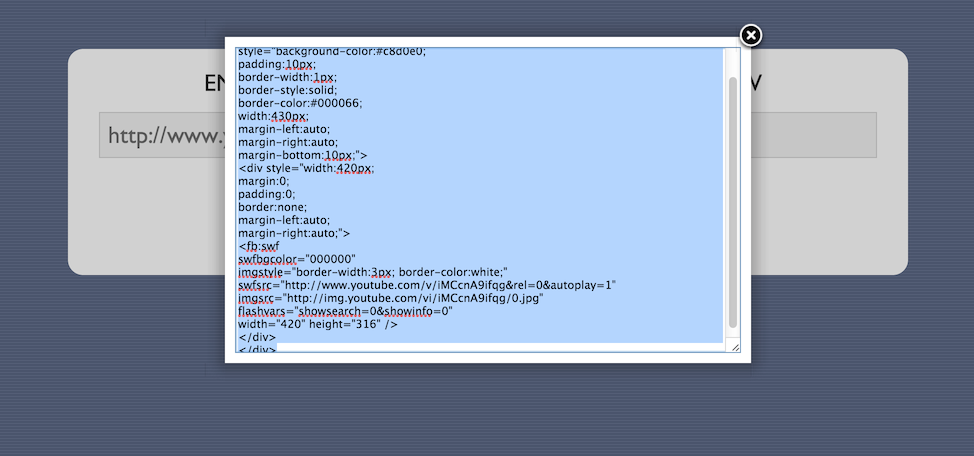 EN
V
http://www.y
style="background-color:#c8d0e0;
padding:10px;
border-width:1px;
border-style:solid;
border-color:#000066;
width:430px;
margin-left:auto;
margin-right:auto;
margin-bottom:10px;">
<div style="width:420px;
margin:0;
padding:0;
border:none;
margin-left:auto;
margin-right:auto;">
<fb:swf
swfbgcolor="000000"
imgstyle="border-width:3px; border-color:white;"
swfsrc="http://www.youtube.com/v/iMCcnA9ifqg&rel=0&autoplay=1"
imgsrc="http://img.youtube.com/vi/iMCcnA9ifqg/0.jpg"
flashvars="showsearch=0&showinfo=0"
width="420" height="316" />
</div>
</div>